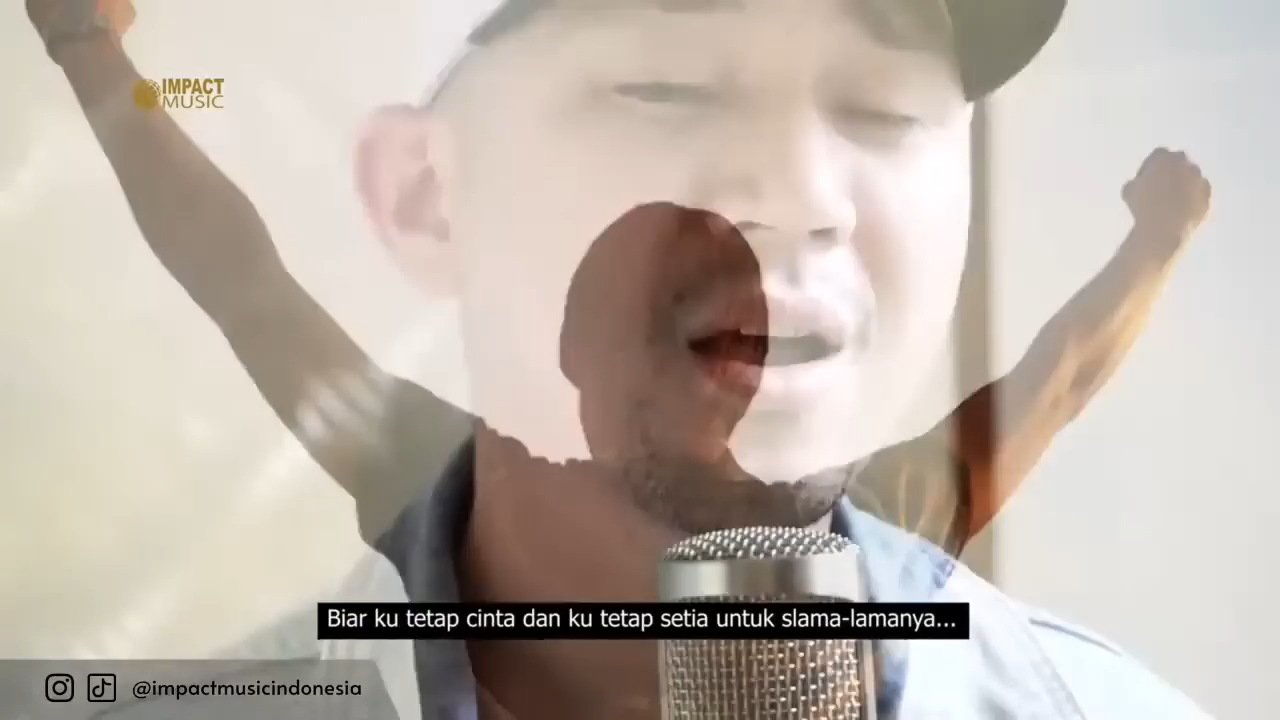 IMPACT
MUSIC
Biar ku tetap cinta dan ku tetap setia untuk slama-lamanya...
@impactmusicindonesia